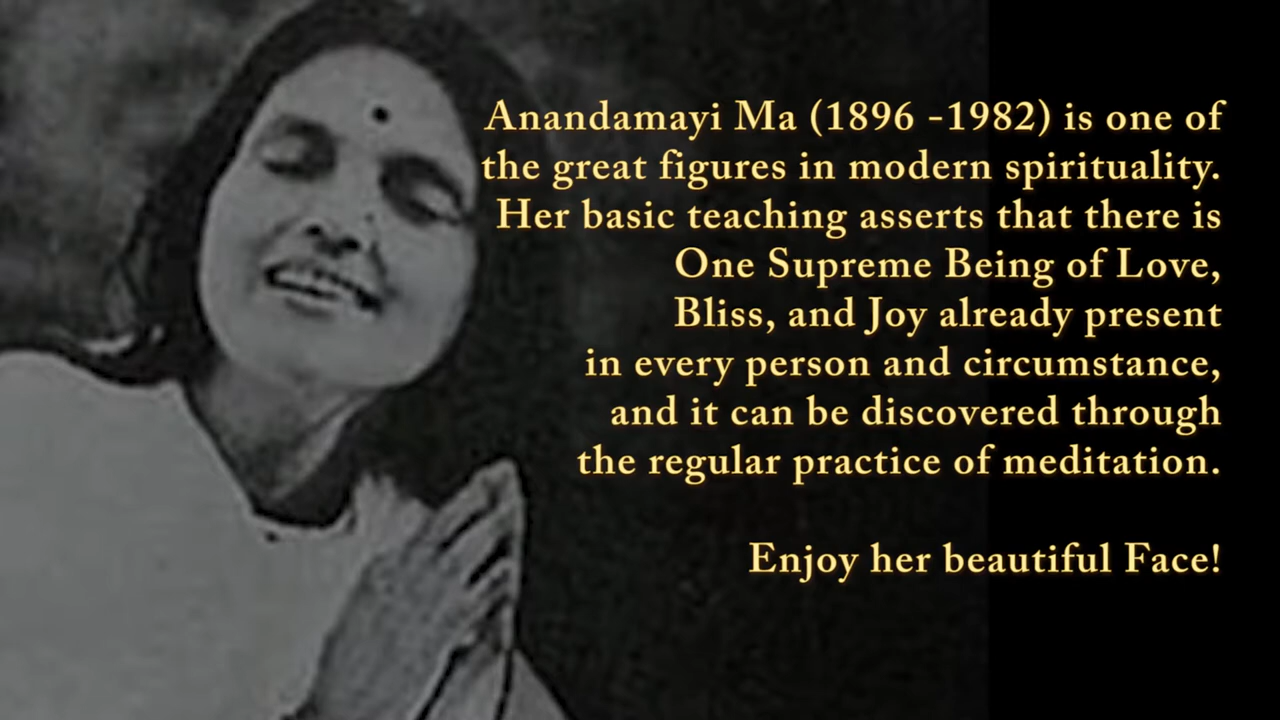 Anandamayi Ma (1896 -1982) is one of
the great figures in modern spirituality.
Her basic teaching asserts that there is
One Supreme Being of Love,
Bliss, and Joy already present
in every person and circumstance,
and it can be discovered through
the regular practice of meditation.
Enjoy her beautiful Face!